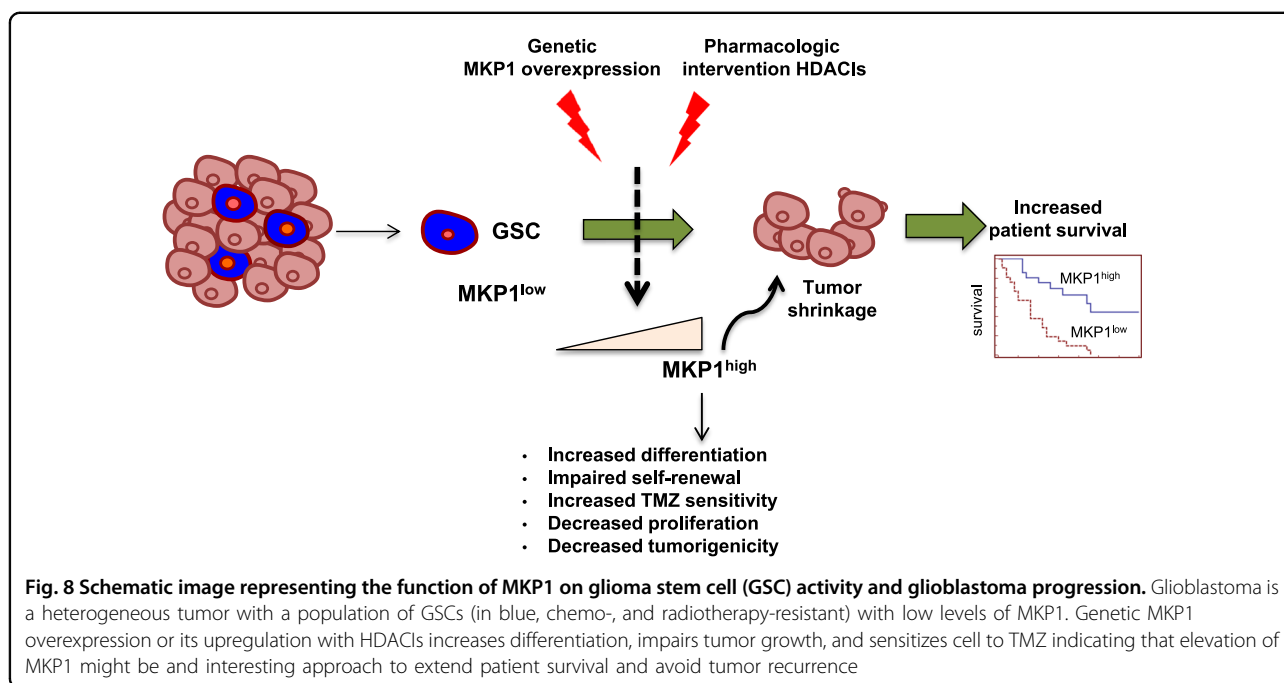 Genetic
MKP1 overexpression
Pharmacologic
intervention HDACIs
GSC
MKP1low
MKP1high
Tumor
shrinkage
Increased
patient survival
survival
MKP1high
MKP1low
• Increased differentiation
• Impaired self-renewal
• Increased TMZ sensitivity
• Decreased proliferation
• Decreased tumorigenicity
Fig. 8 Schematic image representing the function of MKP1 on glioma stem cell (GSC) activity and glioblastoma progression. Glioblastoma is
a heterogeneous tumor with a population of GSCs (in blue, chemo-, and radiotherapy-resistant) with low levels of MKP1. Genetic MKP1
overexpression or its upregulation with HDACIs increases differentiation, impairs tumor growth, and sensitizes cell to TMZ indicating that elevation of
MKP1 might be and interesting approach to extend patient survival and avoid tumor recurrence